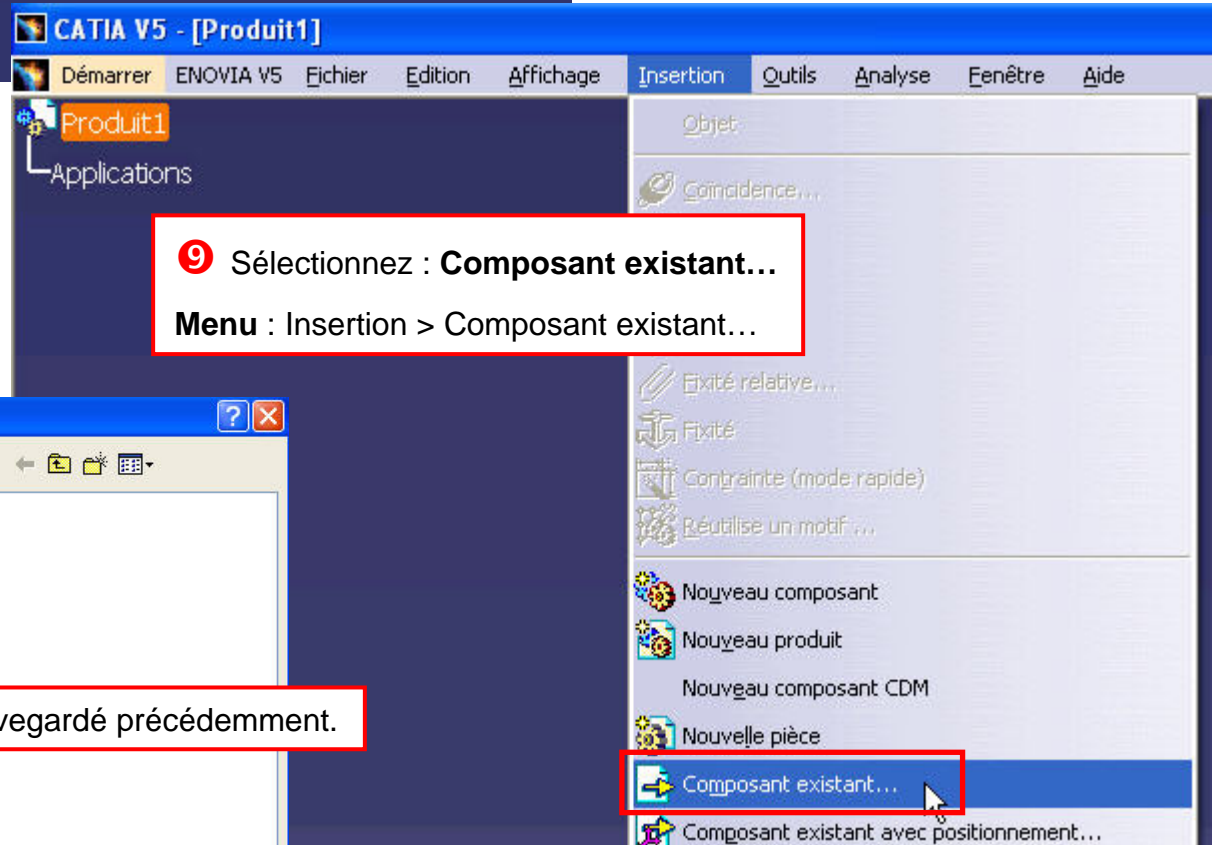 CATIA V5 - [Produit1]
Démarrer ENOVIA V5 Fichier Edition Affichage Insertion Outils Analyse Fenêtre Aide
Produit1
Applications
Objet
Coïncidence...
❾ Sélectionnez : Composant existant…
Menu : Insertion > Composant existant…
Fixité relative...
Fixité
Contrainte (mode rapide)
Réutilise un motif ...
Nouveau composant
Nouveau produit
Nouveau composant CDM
vegardé précédemment.
Nouvelle pièce
Composant existant...
Composant existant avec positionnement...